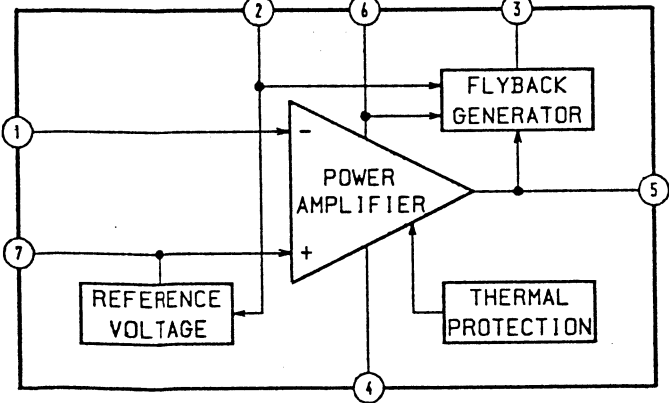 2
6
3
FLYBACK
GENERATOR
1
-
POWER
AMPLIFIER
5
7
+
REFERENCE
VOLTAGE
THERMAL
PROTECTION
4